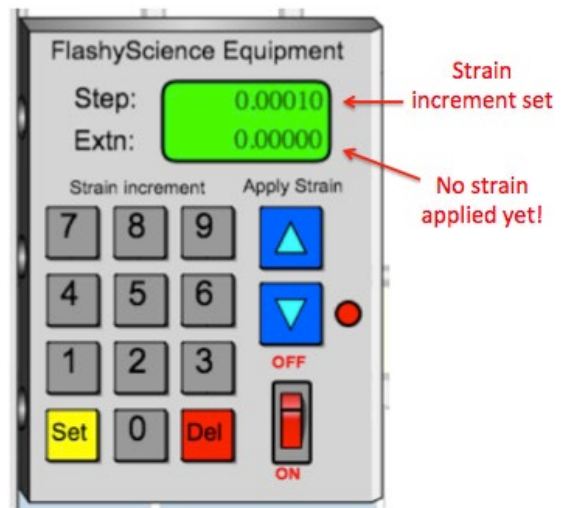 FlashyScience Equipment
Step: 0.00010
Extn: 0.00000
Strain increment set
No strain applied yet!
Strain increment
Apply Strain
7 8 9
4 5 6
1 2 3
Set 0 Del
OFF
ON